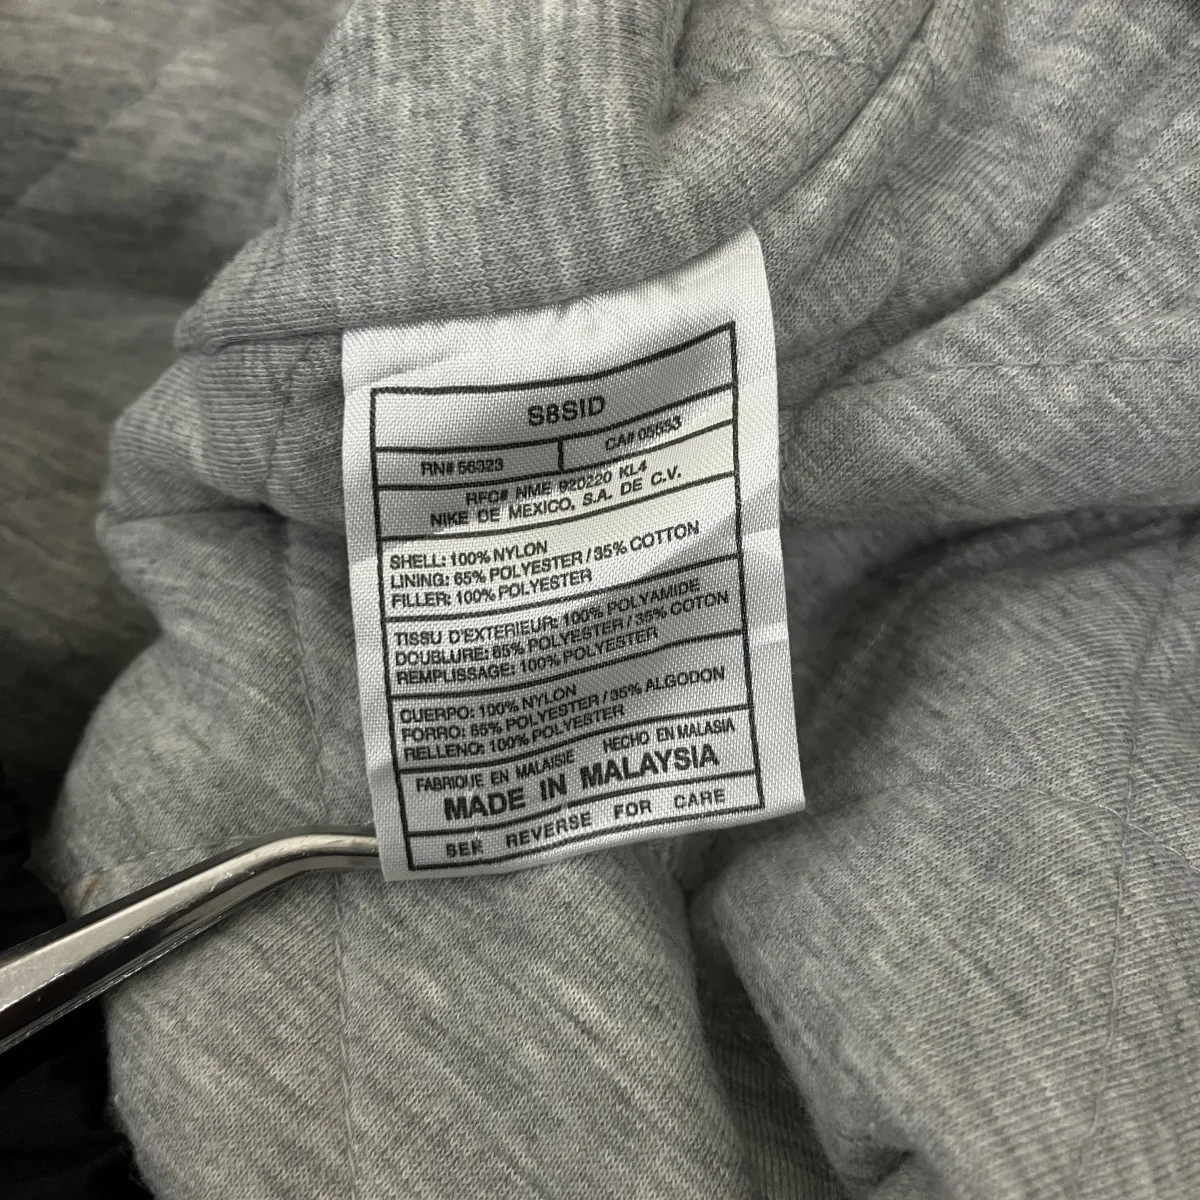 S8SID
RN# 56323 CA# 05553
RFC# NME 920220 KL4
NIKE DE MEXICO, S.A. DE C.V.
SHELL: 100% NYLON
LINING: 65% POLYESTER / 35% COTTON
FILLER: 100% POLYESTER
TISSU D'EXTERIEUR: 100% POLYAMIDE
DOUBLURE: 65% POLYESTER / 35% COTON
REMPLISSAGE: 100% POLYESTER
CUERPO: 100% NYLON
FORRO: 65% POLYESTER / 35% ALGODON
RELLENO: 100% POLYESTER
FABRIQUE EN MALAISIE HECHO EN MALASIA
MADE IN MALAYSIA
SEE REVERSE FOR CARE